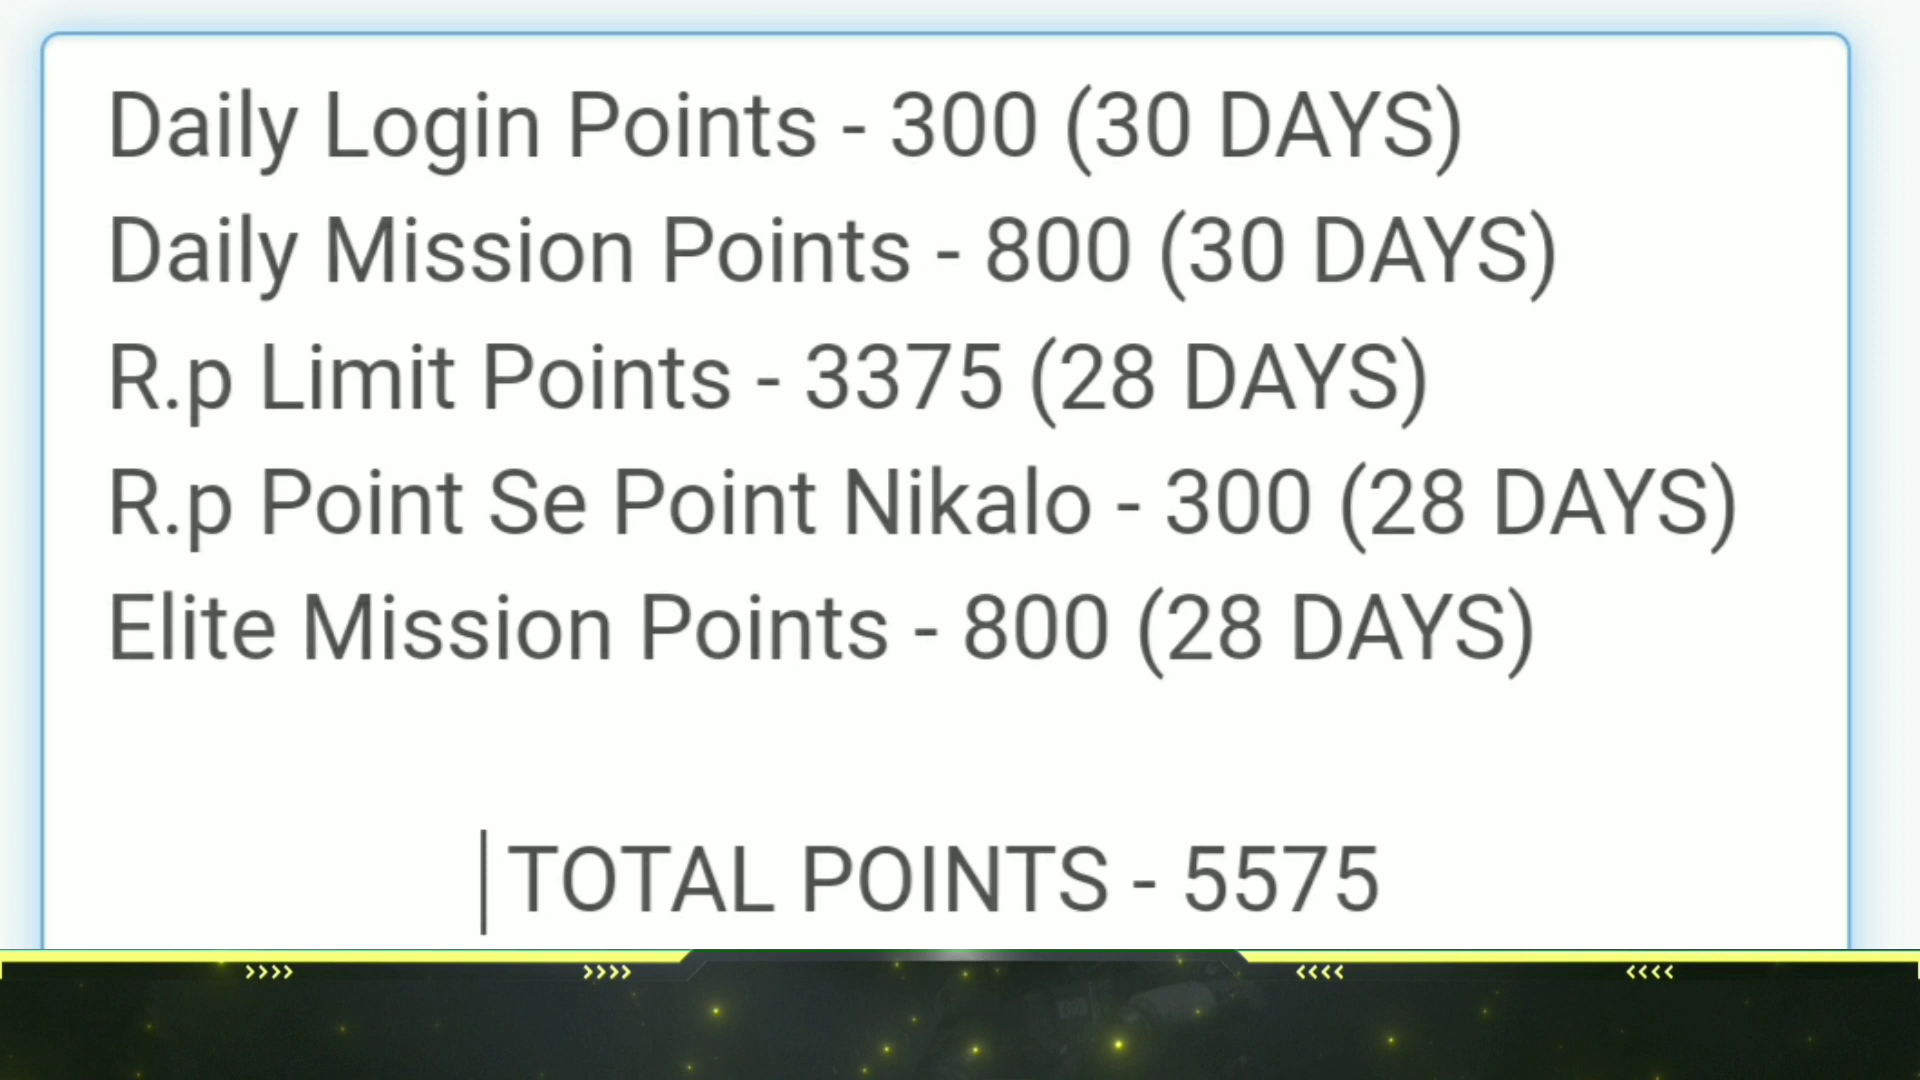 Daily Login Points - 300 (30 DAYS)
Daily Mission Points - 800 (30 DAYS)
R.p Limit Points - 3375 (28 DAYS)
R.p Point Se Point Nikalo - 300 (28 DAYS)
Elite Mission Points - 800 (28 DAYS)
TOTAL POINTS - 5575